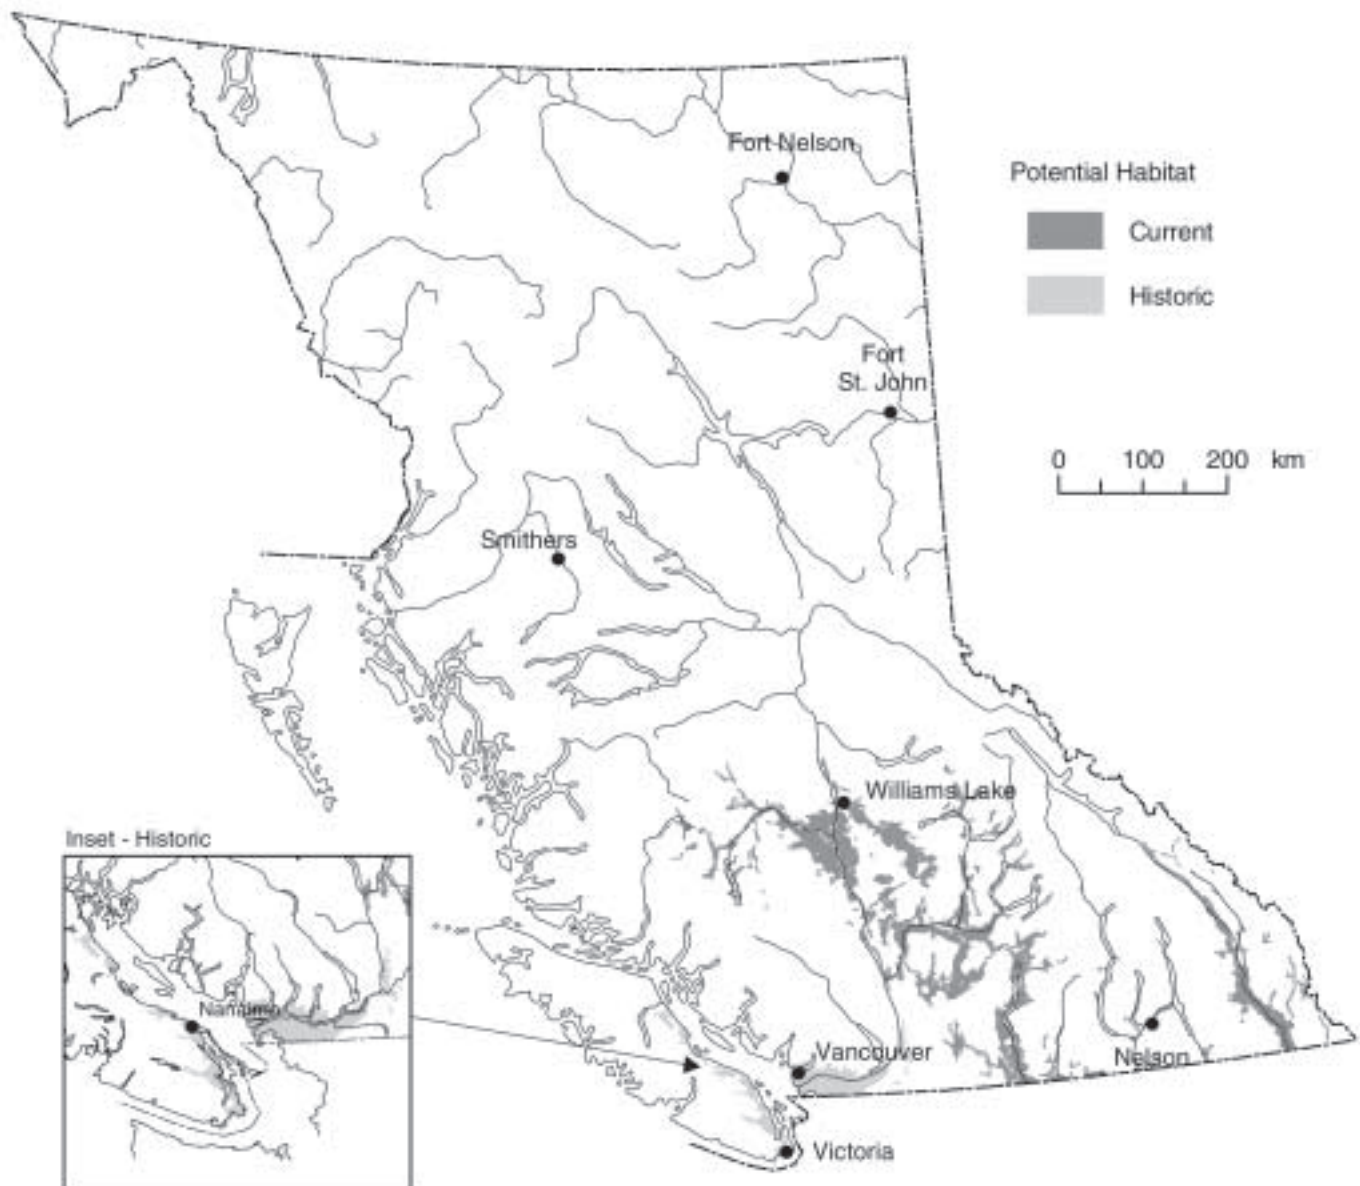 Fort Nelson
Potential Habitat
Current
Historic
Fort
St. John
0 100 200 km
Smithers
Williams Lake
Inset - Historic
Nanaimo
Vancouver
Nelson
Victoria